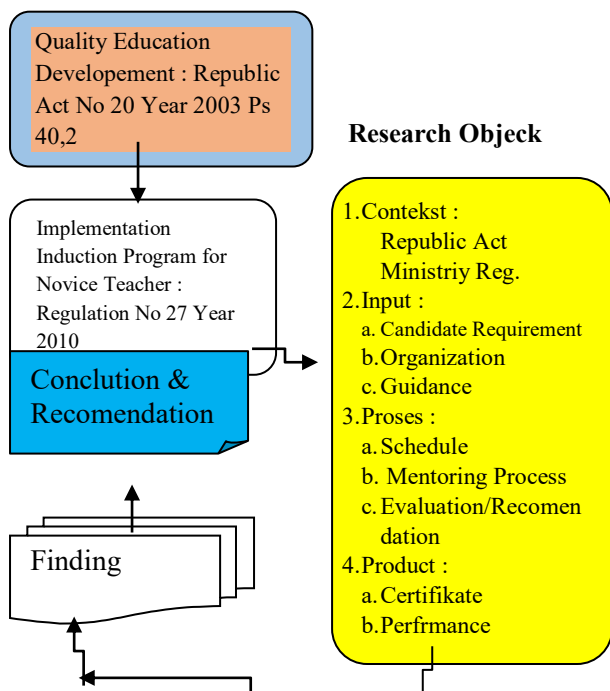 Quality Education
Developement : Republic
Act No 20 Year 2003 Ps
40,2
Implementation
Induction Program for
Novice Teacher :
Regulation No 27 Year
2010
Conclution &
Recomendation
Finding
Research Objeck
1.Contekst :
Republic Act
Ministriy Reg.
2.Input :
a. Candidate Requirement
b.Organization
c. Guidance
3.Proses :
a.Schedule
b. Mentoring Process
c.Evaluation/Recomen
dation
4.Product :
a.Certifikate
b.Perfrmance